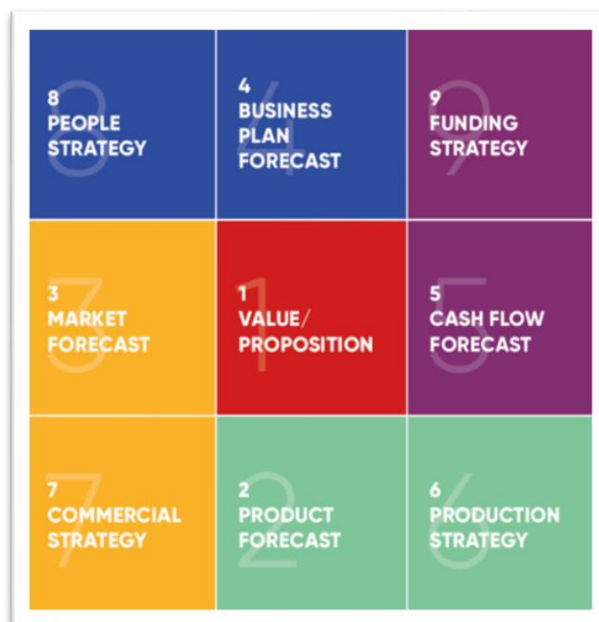 8
PEOPLE
STRATEGY
4
BUSINESS
PLAN
FORECAST
9
FUNDING
STRATEGY
3
MARKET
FORECAST
1
VALUE/
PROPOSITION
5
CASH FLOW
FORECAST
7
COMMERCIAL
STRATEGY
2
PRODUCT
FORECAST
6
PRODUCTION
STRATEGY